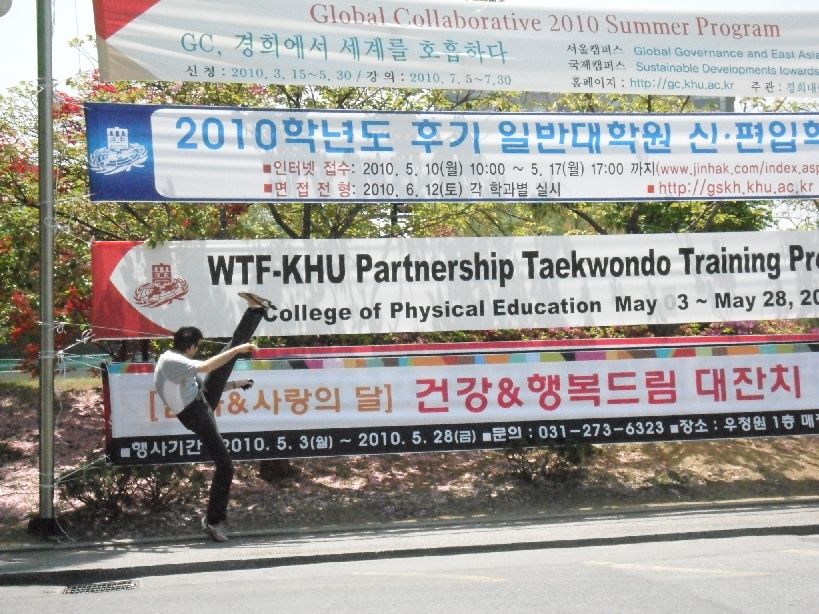 Global Collaborative 2010 Summer Program
GC, 경희에서 세계를 호흡하다
신 청 : 2010. 3. 15~5. 30 / 강의 : 2010. 7. 5~7.30
서울캠퍼스 Global Governance and East Asia
국제캠퍼스 Sustainable Developments towards
홈페이지 : http://gc.khu.ac.kr 주관 : 경희대
2010학년도 후기 일반대학원 신·편입학
■인터넷 접수: 2010. 5. 10(월) 10:00 ~ 5. 17(월) 17:00 까지(www.jinhak.com/index.asp
■면 접 전 형: 2010. 6. 12(토) 각 학과별 실시 ■http://gskh.khu.ac.kr
WTF-KHU Partnership Taekwondo Training Pro
College of Physical Education May 03 ~ May 28, 20
&사랑의 달] 건강&행복드림 대잔치
■행사기간 2010. 5. 3(월) ~ 2010. 5. 28(금) ■문의 : 031-273-6323 ■장소 : 우정원 1층 매